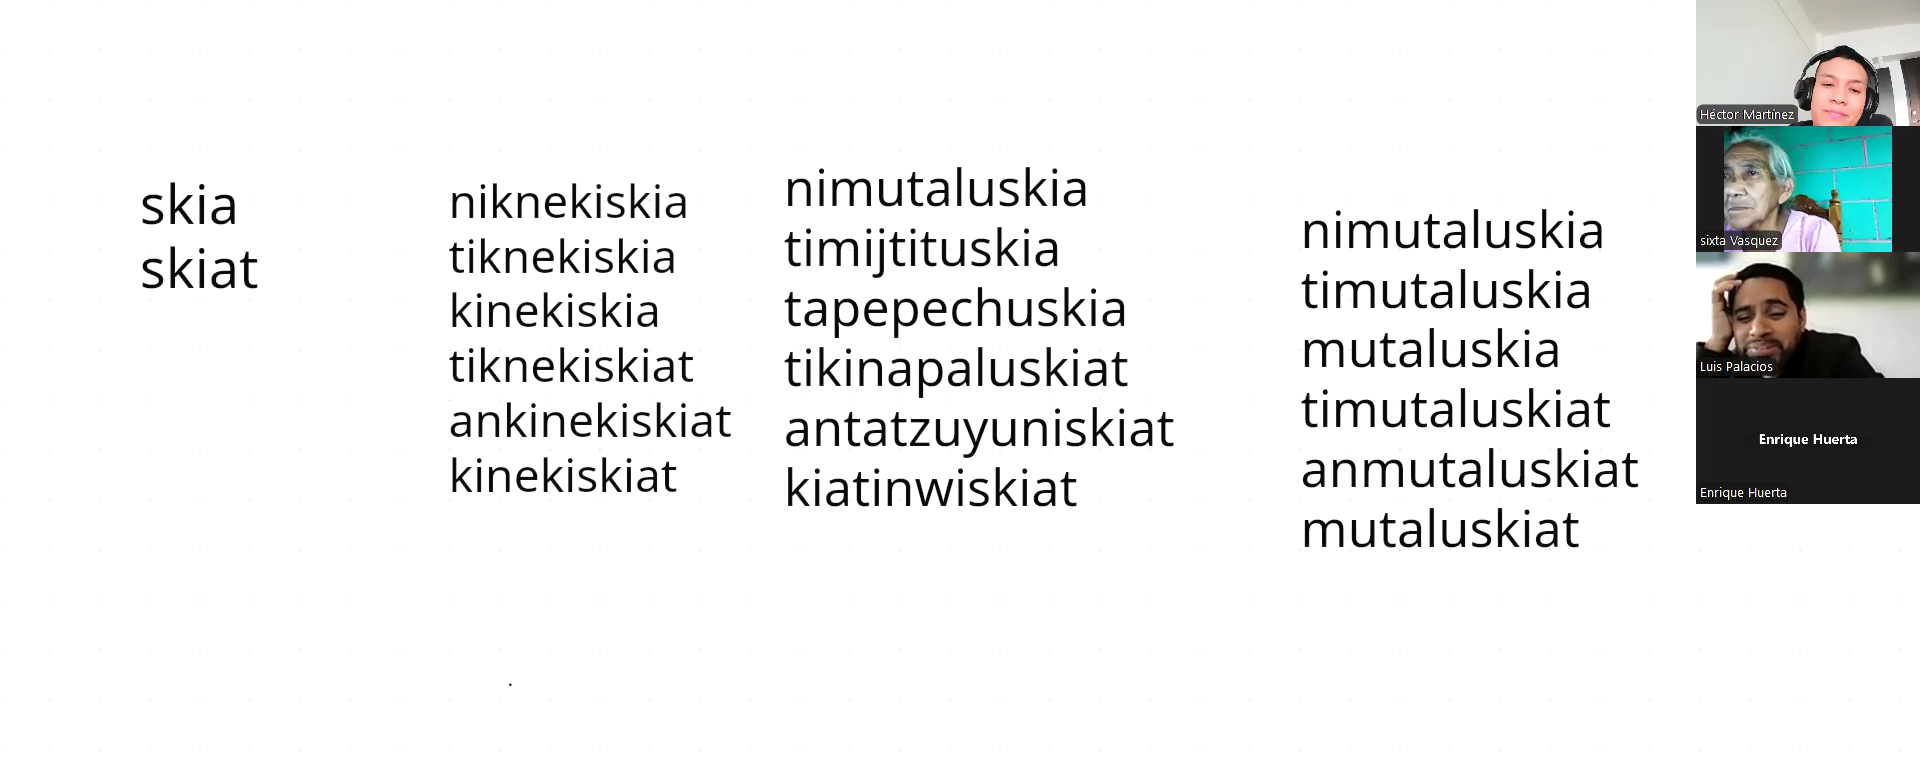 skia
skiat
niknekiskia
tiknekiskia
kinekiskia
tiknekiskiat
ankinekiskiat
kinekiskiat
nimutaluskia
timijtituskia
tapepechuskia
tikinapaluskiat
antatzuyuniskiat
kiatinwiskiat
nimutaluskia
timutaluskia
mutaluskia
timutaluskiat
anmutaluskiat
mutaluskiat
Héctor Martínez
sixta Vasquez
Luis Palacios
Enrique Huerta
Enrique Huerta